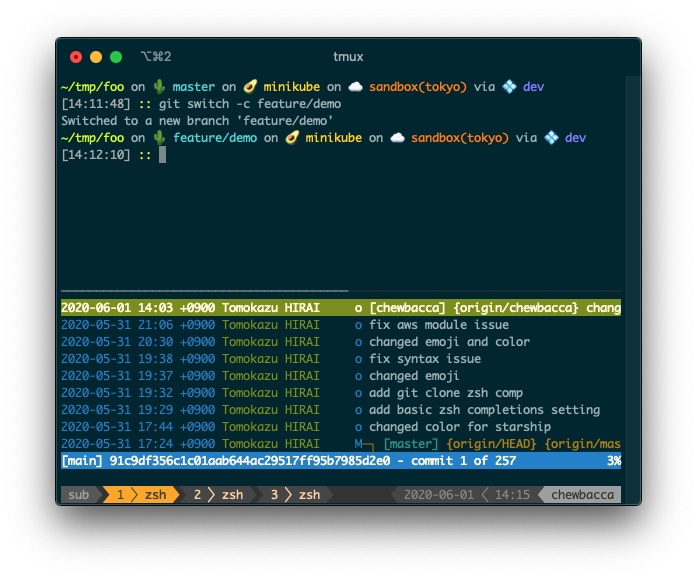 ⌥⌘2 tmux
~/tmp/foo on 🌵 master on 🥑 minikube on ☁️ sandbox(tokyo) via 💠 dev
[14:11:48] :: git switch -c feature/demo
Switched to a new branch 'feature/demo'
~/tmp/foo on 🌵 feature/demo on 🥑 minikube on ☁️ sandbox(tokyo) via 💠 dev
[14:12:10] ::
2020-06-01 14:03 +0900 Tomokazu HIRAI o [chewbacca] {origin/chewbacca} chang
2020-05-31 21:06 +0900 Tomokazu HIRAI o fix aws module issue
2020-05-31 20:30 +0900 Tomokazu HIRAI o changed emoji and color
2020-05-31 19:38 +0900 Tomokazu HIRAI o fix syntax issue
2020-05-31 19:37 +0900 Tomokazu HIRAI o changed emoji
2020-05-31 19:32 +0900 Tomokazu HIRAI o add git clone zsh comp
2020-05-31 19:29 +0900 Tomokazu HIRAI o add basic zsh completions setting
2020-05-31 17:44 +0900 Tomokazu HIRAI o changed color for starship
2020-05-31 17:24 +0900 Tomokazu HIRAI M─┐ [master] {origin/HEAD} {origin/mas
[main] 91c9df356c1c01aab644ac29517ff95b7985d2e0 - commit 1 of 257 3%
sub 1 zsh 2 zsh 3 zsh 2020-06-01 14:15 chewbacca